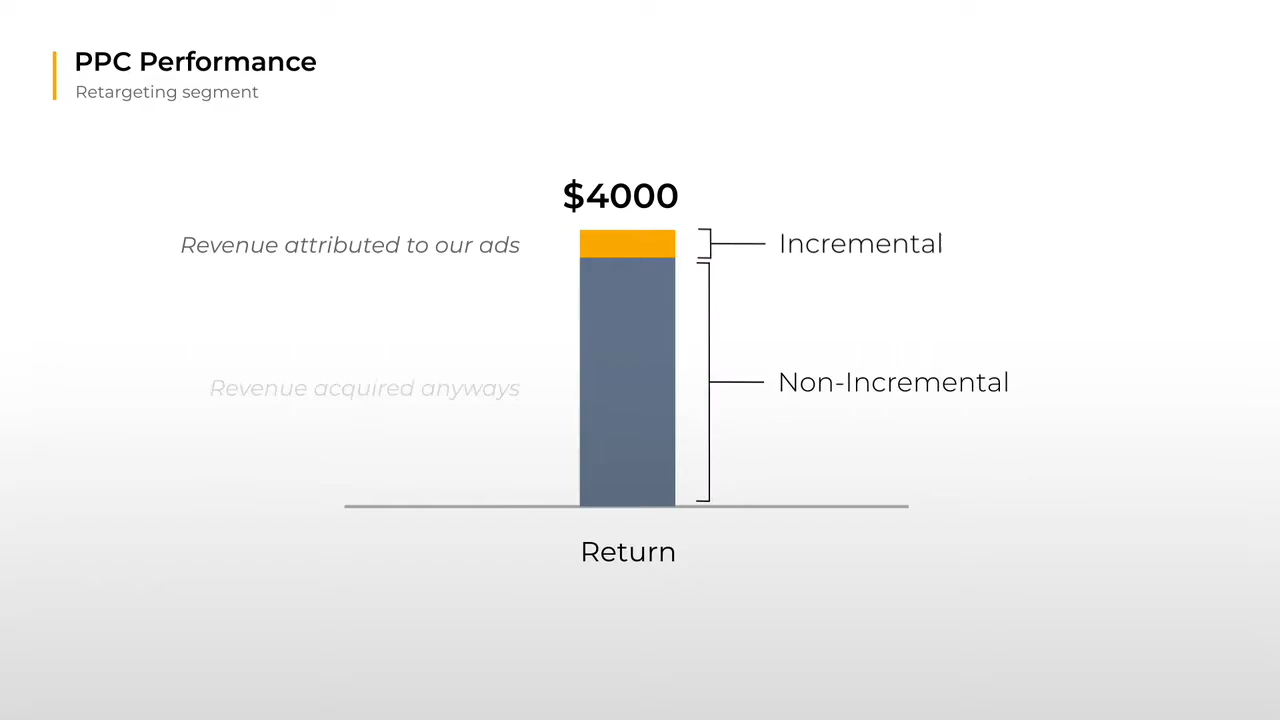 PPC Performance
Retargeting segment
$4000
Revenue attributed to our ads
Incremental
Revenue acquired anyways
Non-Incremental
Return